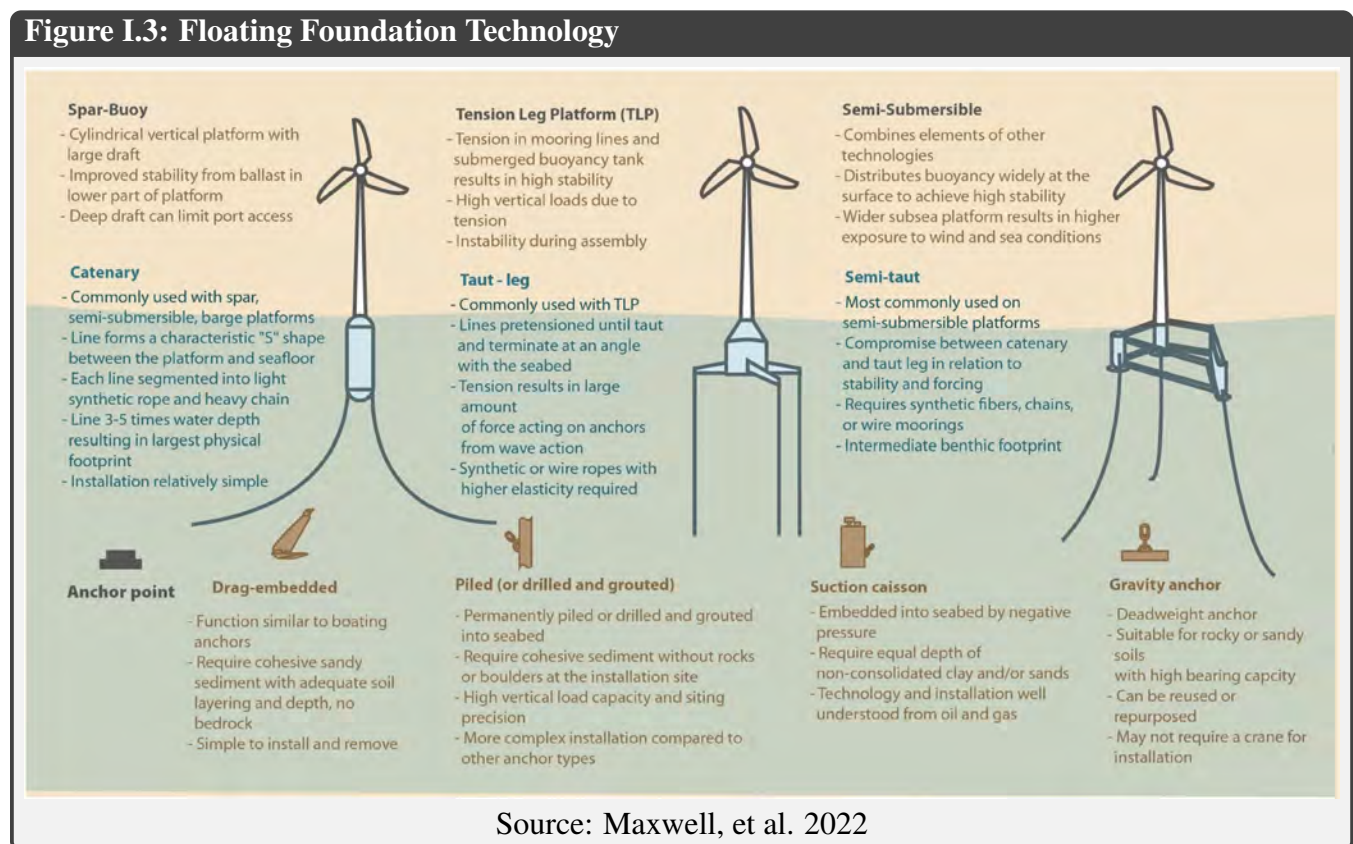 Figure I.3: Floating Foundation Technology
Spar-Buoy
- Cylindrical vertical platform with
large draft
- Improved stability from ballast in
lower part of platform
- Deep draft can limit port access
Catenary
- Commonly used with spar,
semi-submersible, barge platforms
- Line forms a characteristic "S" shape
between the platform and seafloor
- Each line segmented into light
synthetic rope and heavy chain
- Line 3-5 times water depth
resulting in largest physical
footprint
- Installation relatively simple
Tension Leg Platform (TLP)
- Tension in mooring lines and
submerged buoyancy tank
results in high stability
- High vertical loads due to
tension
- Instability during assembly
Taut - leg
- Commonly used with TLP
- Lines pretensioned until taut
and terminate at an angle
with the seabed
- Tension results in large
amount
of force acting on anchors
from wave action
- Synthetic or wire ropes with
higher elasticity required
Semi-Submersible
- Combines elements of other
technologies
- Distributes buoyancy widely at the
surface to achieve high stability
- Wider subsea platform results in higher
exposure to wind and sea conditions
Semi-taut
- Most commonly used on
semi-submersible platforms
- Compromise between catenary
and taut leg in relation to
stability and forcing
- Requires synthetic fibers, chains,
or wire moorings
- Intermediate benthic footprint
Anchor point
Drag-embedded
- Function similar to boating
anchors
- Require cohesive sandy
sediment with adequate soil
layering and depth, no
bedrock
- Simple to install and remove
Piled (or drilled and grouted)
- Permanently piled or drilled and grouted
into seabed
- Require cohesive sediment without rocks
or boulders at the installation site
- High vertical load capacity and siting
precision
- More complex installation compared to
other anchor types
Suction caisson
- Embedded into seabed by negative
pressure
- Require equal depth of
non-consolidated clay and/or sands
- Technology and installation well
understood from oil and gas
Gravity anchor
- Deadweight anchor
- Suitable for rocky or sandy
soils
with high bearing capcity
- Can be reused or
repurposed
- May not require a crane for
installation
Source: Maxwell, et al. 2022